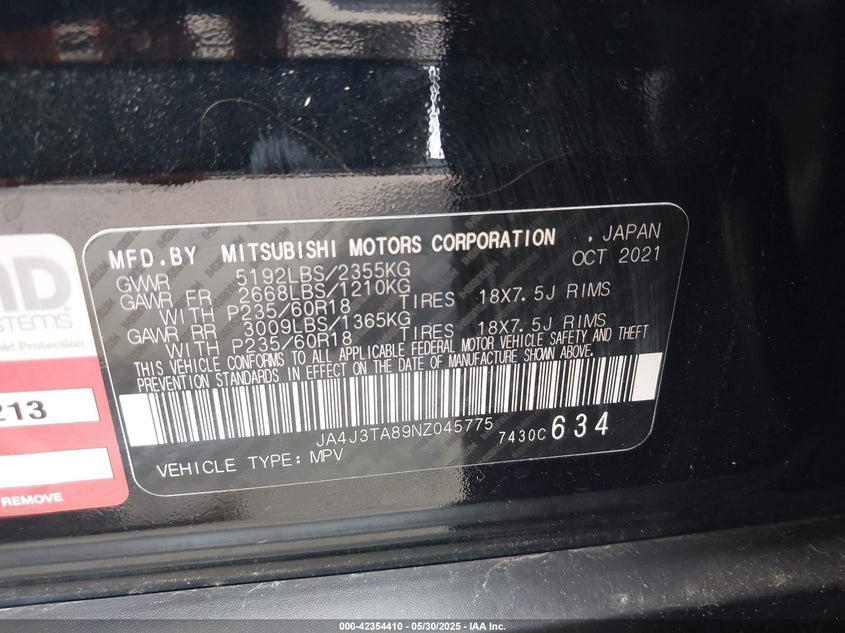 MFD.BY MITSUBISHI MOTORS CORPORATION , JAPAN
GVWR 5192LBS/2355KG OCT 2021
GAWR FR 2668LBS/1210KG
WITH P235/60R18 TIRES 18X7.5J RIMS
GAWR RR 3009LBS/1365KG
WITH P235/60R18 TIRES 18X7.5J RIMS
THIS VEHICLE CONFORMS TO ALL APPLICABLE FEDERAL MOTOR VEHICLE SAFETY AND THEFT
PREVENTION STANDARDS IN EFFECT ON THE DATE OF MANUFACTURE SHOWN ABOVE.
JA4J3TA89NZ045775 7430C 634
VEHICLE TYPE: MPV
Protection
213
REMOVE
000-42354410 - 05/30/2025 - IAA Inc.